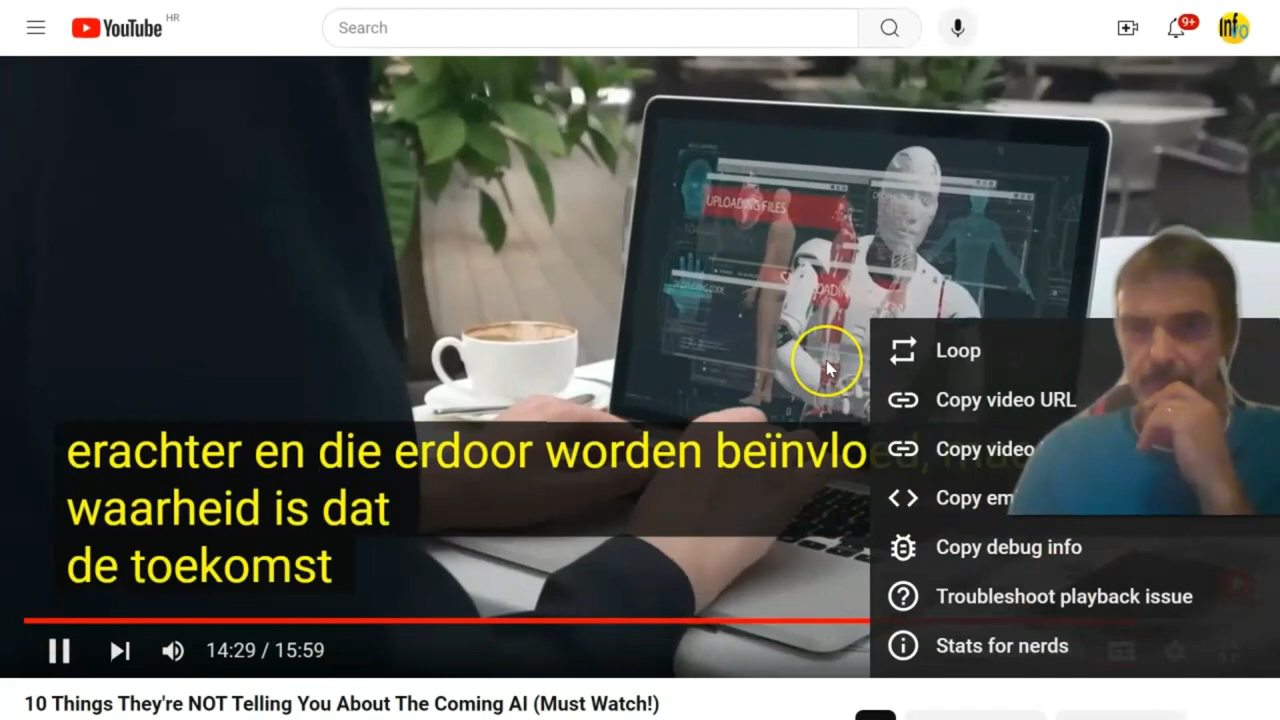 YouTube HR
Search
9+
Info
UPLOADING FILES
erachter en die erdoor worden beïnvloed,
waarheid is dat
de toekomst
Loop
Copy video URL
Copy video
Copy em
Copy debug info
Troubleshoot playback issue
Stats for nerds
14:29 / 15:59
10 Things They're NOT Telling You About The Coming AI (Must Watch!)